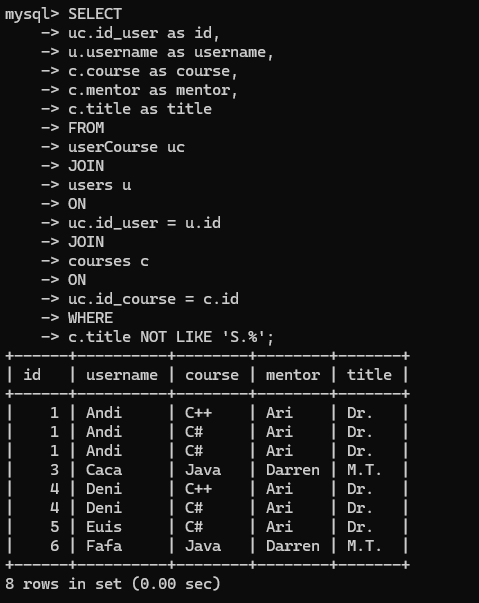 mysql> SELECT
    -> uc.id_user as id,
    -> u.username as username,
    -> c.course as course,
    -> c.mentor as mentor,
    -> c.title as title
    -> FROM
    -> userCourse uc
    -> JOIN
    -> users u
    -> ON
    -> uc.id_user = u.id
    -> JOIN
    -> courses c
    -> ON
    -> uc.id_course = c.id
    -> WHERE
    -> c.title NOT LIKE 'S.%';
+------+----------+--------+--------+-------+
| id   | username | course | mentor | title |
+------+----------+--------+--------+-------+
|    1 | Andi     | C++    | Ari    | Dr.   |
|    1 | Andi     | C#     | Ari    | Dr.   |
|    1 | Andi     | C#     | Ari    | Dr.   |
|    3 | Caca     | Java   | Darren | M.T.  |
|    4 | Deni     | C++    | Ari    | Dr.   |
|    4 | Deni     | C#     | Ari    | Dr.   |
|    5 | Euis     | C#     | Ari    | Dr.   |
|    6 | Fafa     | Java   | Darren | M.T.  |
+------+----------+--------+--------+-------+
8 rows in set (0.00 sec)